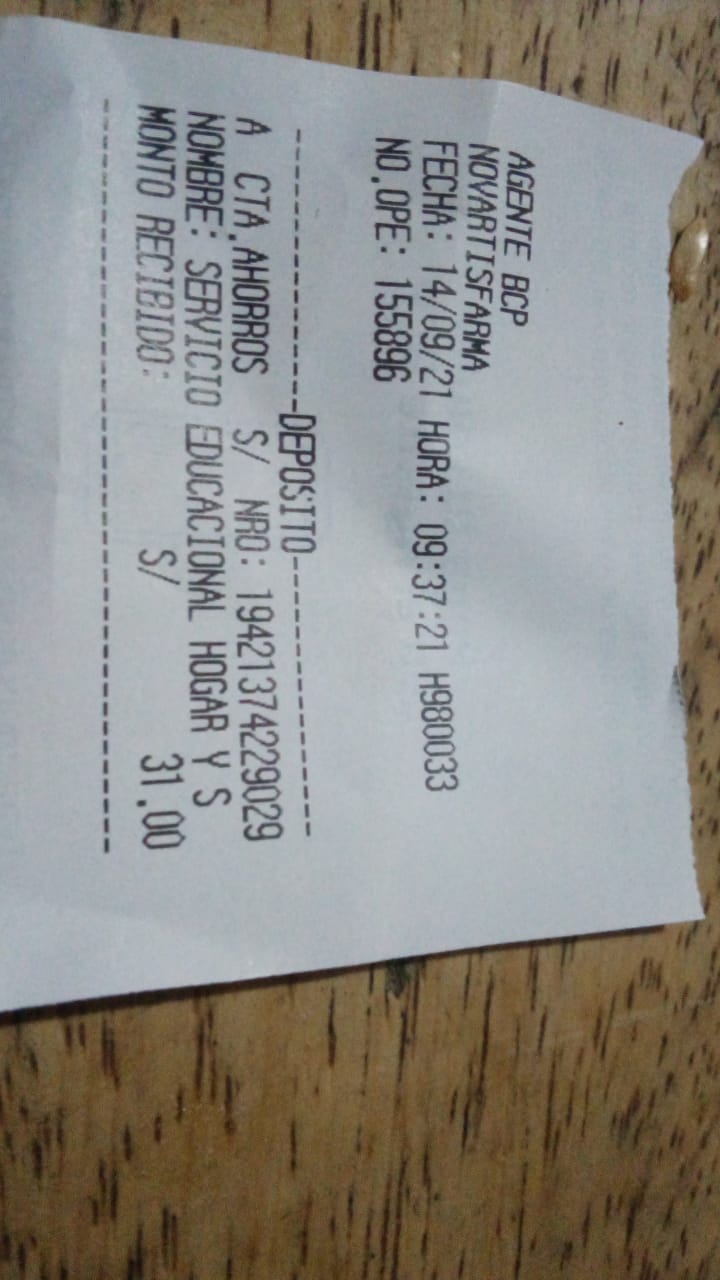 AGENTE BCP
NOVARTISFARMA
FECHA: 14/09/21 HORA: 09:37:21 H980033
NO.OPE: 155896
------------------DEPOSITO------------------
A CTA.AHORROS S/ NRO: 19421374229029
NOMBRE: SERVICIO EDUCACIONAL HOGAR Y S
MONTO RECIBIDO: S/ 31.00
--------------------------------------------